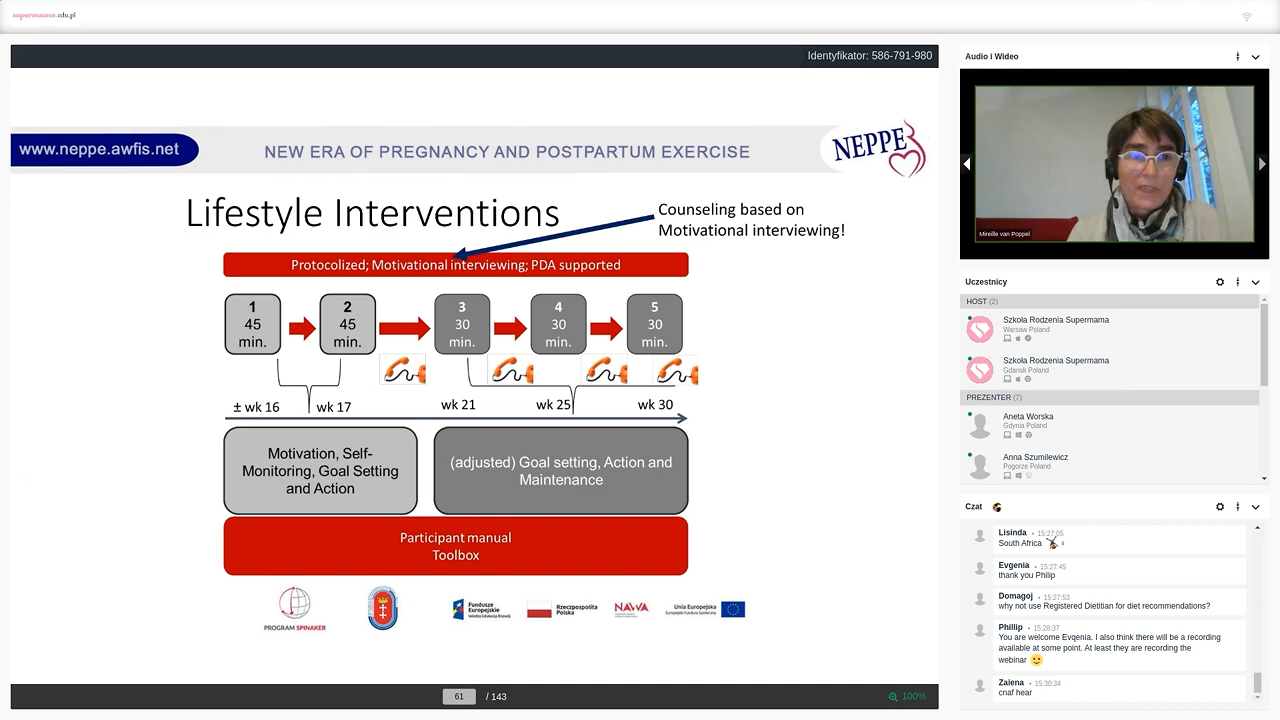 supermama.edu.pl
Identyfikator: 586-791-980
www.neppe.awfis.net
NEW ERA OF PREGNANCY AND POSTPARTUM EXERCISE
NEPPE
Lifestyle Interventions
Counseling based on
Motivational interviewing!
Protocolized; Motivational interviewing; PDA supported
1
45
min.
2
45
min.
3
30
min.
4
30
min.
5
30
min.
± wk 16
wk 17
wk 21
wk 25
wk 30
Motivation, Self-
Monitoring, Goal Setting
and Action
(adjusted) Goal setting, Action and
Maintenance
Participant manual
Toolbox
PROGRAM SPINAKER
Fundusze
Europejskie
Wiedza Edukacja Rozwój
Rzeczpospolita
Polska
NAWA
Unia Europejska
Europejski Fundusz Społeczny
61 / 143
100%
Audio i Wideo
Mireille van Poppel
Uczestnicy
HOST (2)
Szkoła Rodzenia Supermama
Warsaw Poland
Szkoła Rodzenia Supermama
Gdansk Poland
PREZENTER (7)
Aneta Worska
Gdynia Poland
Anna Szumilewicz
Pogorze Poland
Czat
Lisinda • 15:27:05
South Africa
Evgenia • 15:27:45
thank you Philip
Domagoj • 15:27:53
why not use Registered Dietitian for diet recommendations?
Phillip • 15:28:37
You are welcome Evqenia. I also think there will be a recording
available at some point. At least they are recording the
webinar
Zaiena • 15:30:34
cnaf hear